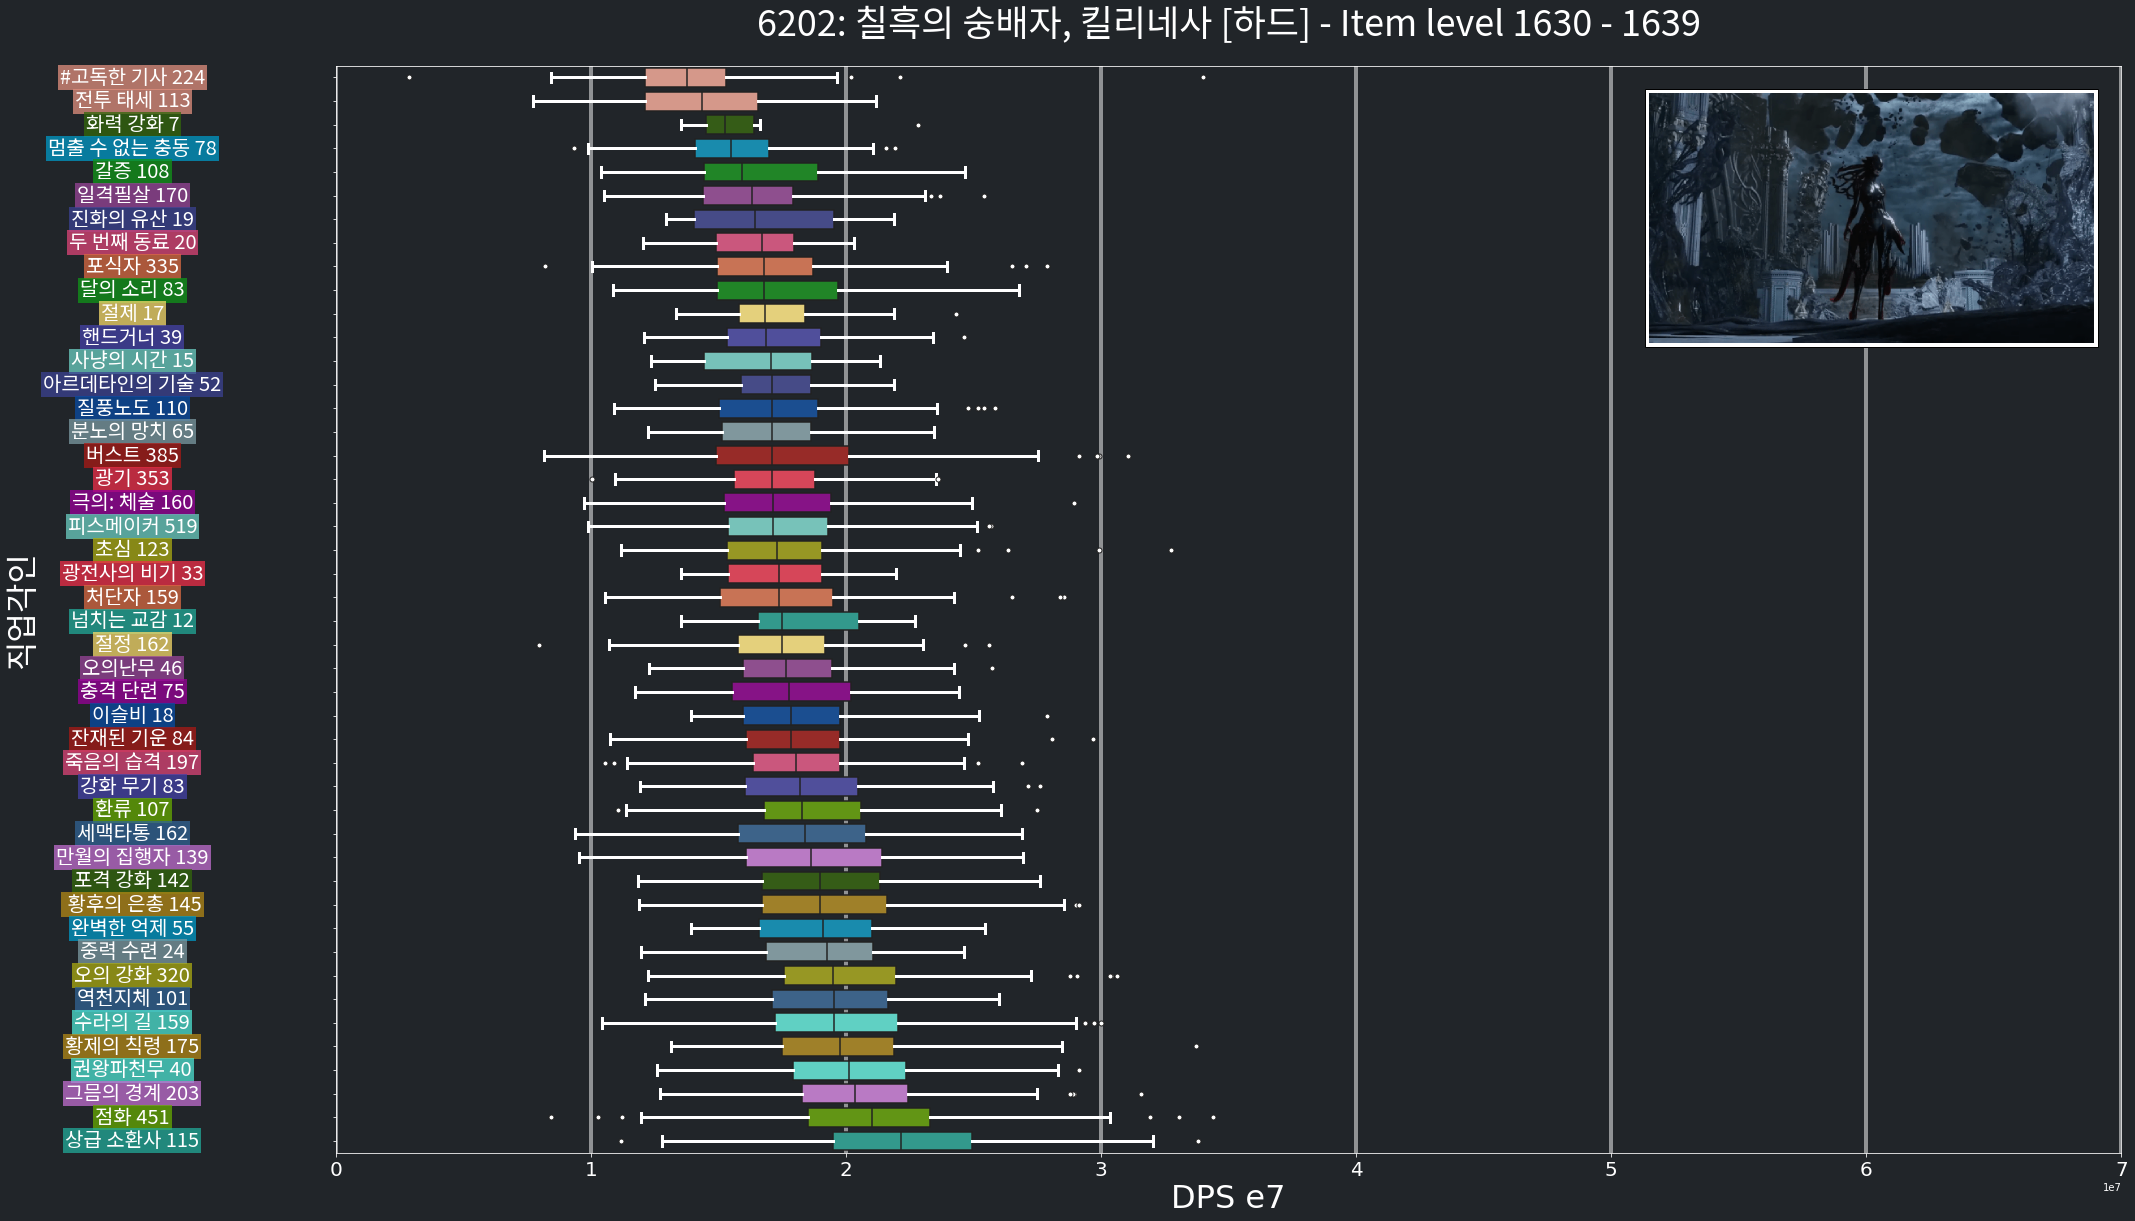 6202: 칠흑의 숭배자, 킬리네사 [하드] - Item level 1630 - 1639
#고독한 기사 224
전투 태세 113
화력 강화 7
멈출 수 없는 충동 78
갈증 108
일격필살 170
진화의 유산 19
두 번째 동료 20
포식자 335
달의 소리 83
절제 17
핸드거너 39
사냥의 시간 15
아르데타인의 기술 52
질풍노도 110
분노의 망치 65
버스트 385
광기 353
극의: 체술 160
피스메이커 519
초심 123
광전사의 비기 33
처단자 159
넘치는 교감 12
절정 162
오의난무 46
충격 단련 75
이슬비 18
잔재된 기운 84
죽음의 습격 197
강화 무기 83
환류 107
세맥타통 162
만월의 집행자 139
포격 강화 142
황후의 은총 145
완벽한 억제 55
중력 수련 24
오의 강화 320
역천지체 101
수라의 길 159
황제의 칙령 175
권왕파천무 40
그믐의 경계 203
점화 451
상급 소환사 115
직업각인
0 1 2 3 4 5 6 7
1e7
DPS e7